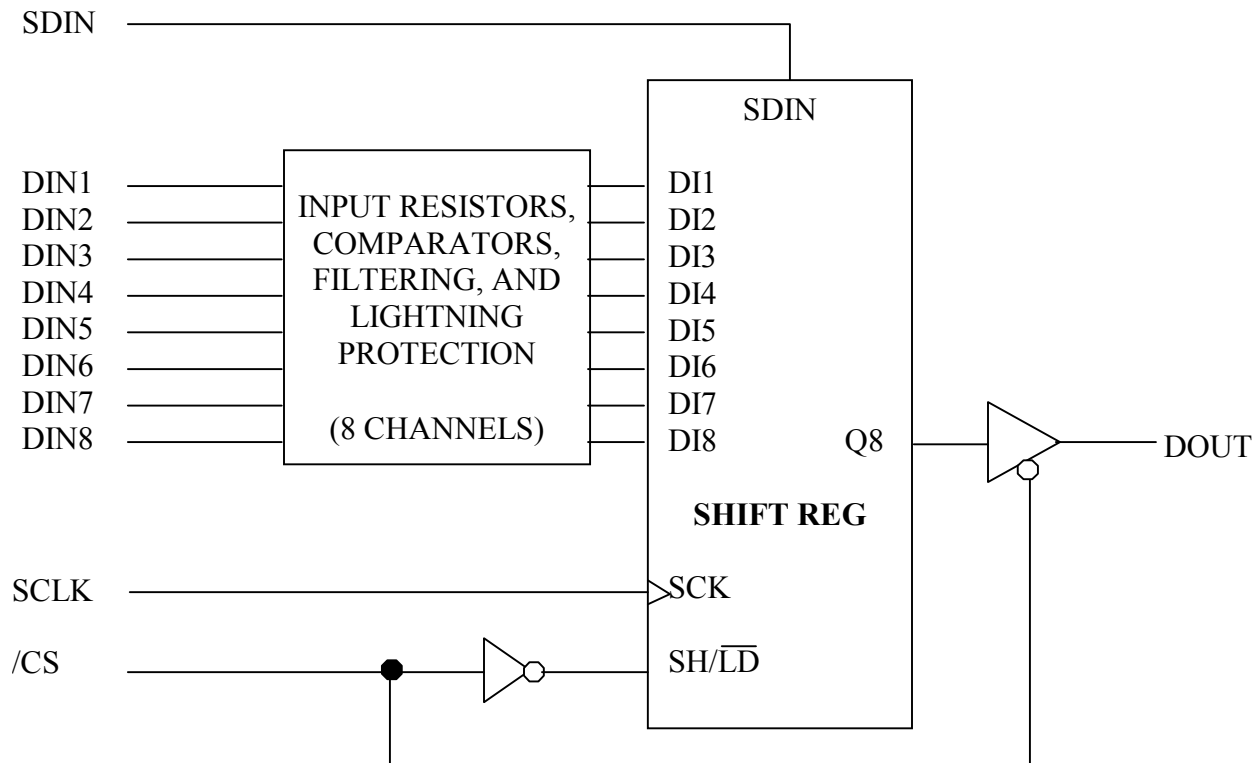 SDIN
SDIN
DIN1
DIN2
DIN3
DIN4
DIN5
DIN6
DIN7
DIN8
INPUT RESISTORS,
COMPARATORS,
FILTERING, AND
LIGHTNING
PROTECTION
(8 CHANNELS)
DI1
DI2
DI3
DI4
DI5
DI6
DI7
DI8
Q8
DOUT
SHIFT REG
SCLK
SCK
/CS
SH/L̅D̅